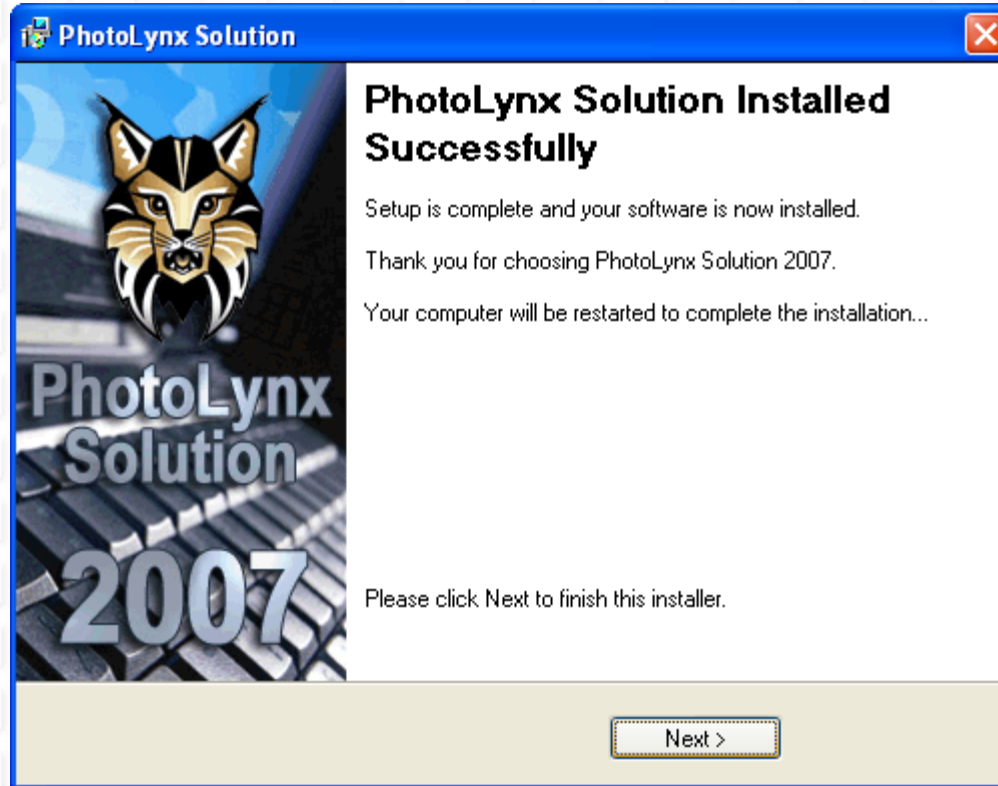 PhotoLynx Solution
PhotoLynx Solution Installed
Successfully
Setup is complete and your software is now installed.
Thank you for choosing PhotoLynx Solution 2007.
Your computer will be restarted to complete the installation...
PhotoLynx
Solution
2007
Please click Next to finish this installer.
Next >